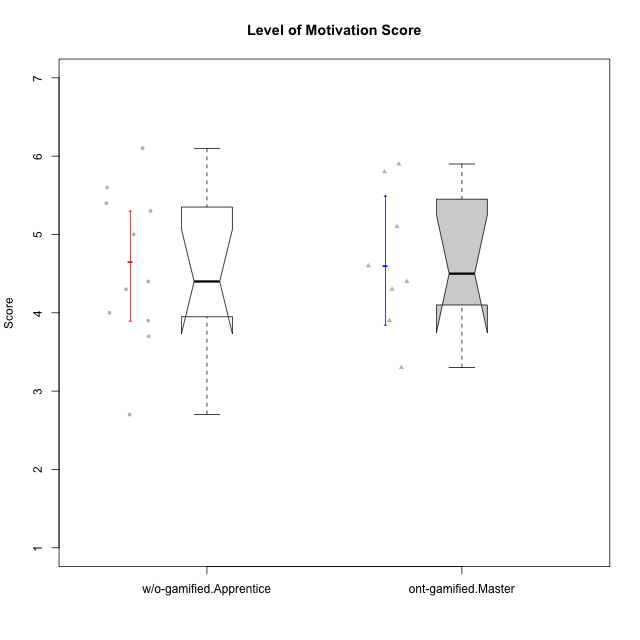 Level of Motivation Score
Score
7
6
5
4
3
2
1
w/o-gamified.Apprentice
ont-gamified.Master